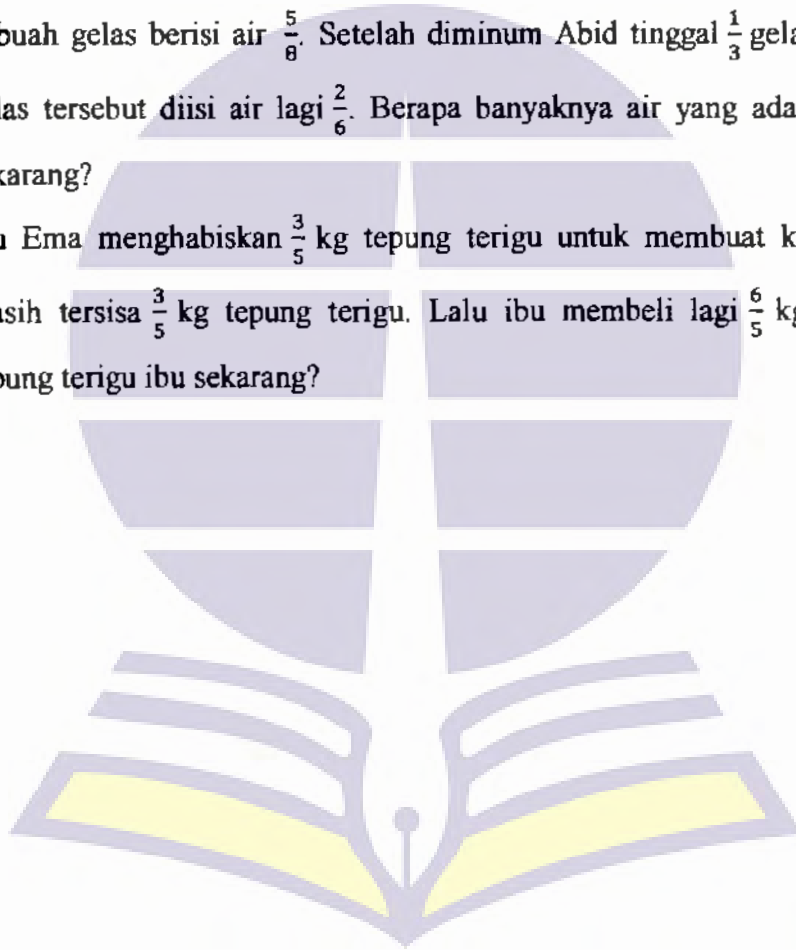 buah gelas berisi air 5/8. Setelah diminum Abid tinggal 1/3 gela
las tersebut diisi air lagi 2/6. Berapa banyaknya air yang ada
karang?
Ema menghabiskan 3/5 kg tepung terigu untuk membuat k
asih tersisa 3/5 kg tepung terigu. Lalu ibu membeli lagi 6/5 kg
pung terigu ibu sekarang?